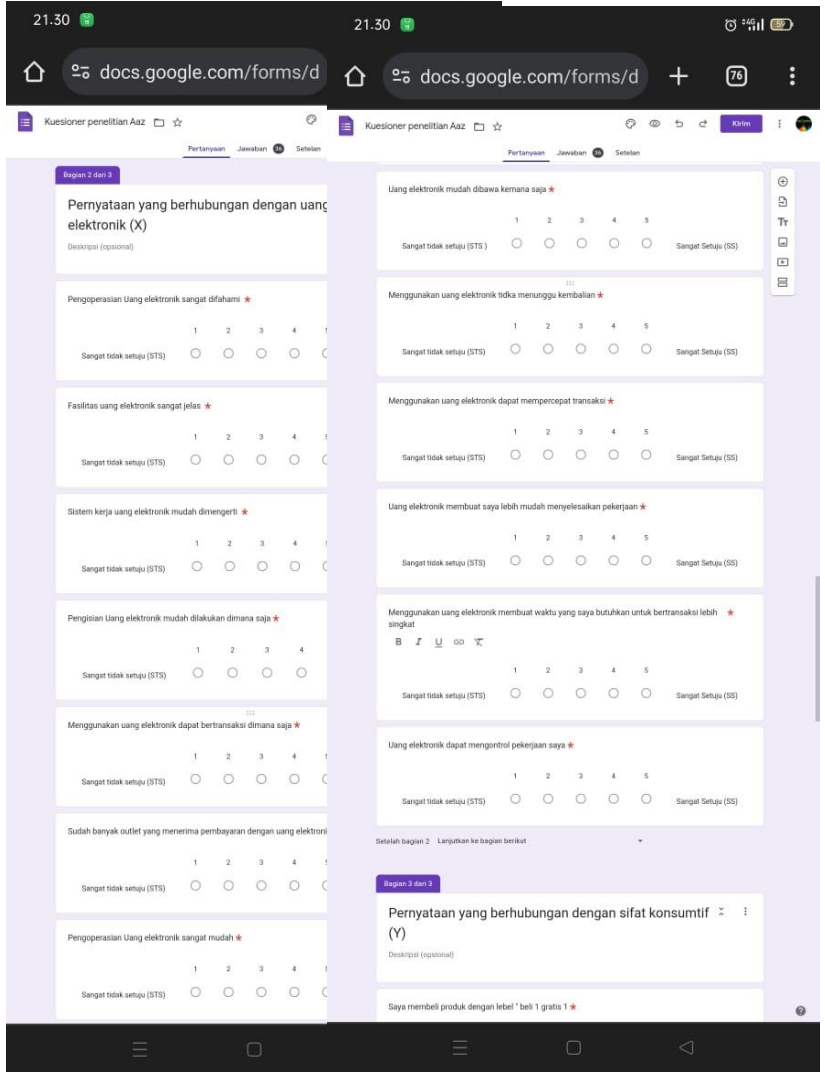 21.30
docs.google.com/forms/d
Kuesioner penelitian Aaz
Pertanyaan Jawaban 36 Setelan
Bagian 2 dari 3
Pernyataan yang berhubungan dengan uang
elektronik (X)
Deskripsi (opsional)
Pengoperasian Uang elektronik sangat difahami *
1 2 3 4
Sangat tidak setuju (STS)
Fasilitas uang elektronik sangat jelas *
1 2 3 4
Sangat tidak setuju (STS)
Sistem kerja uang elektronik mudah dimengerti *
1 2 3 4
Sangat tidak setuju (STS)
Pengisian Uang elektronik mudah dilakukan dimana saja *
1 2 3 4
Sangat tidak setuju (STS)
Menggunakan uang elektronik dapat bertransaksi dimana saja *
1 2 3 4
Sangat tidak setuju (STS)
Sudah banyak outlet yang menerima pembayaran dengan uang elektroni
1 2 3 4
Sangat tidak setuju (STS)
Pengoperasian Uang elektronik sangat mudah *
1 2 3 4
Sangat tidak setuju (STS)
21.30
4G
docs.google.com/forms/d
76
Kuesioner penelitian Aaz
Kirim
Pertanyaan Jawaban 36 Setelan
Uang elektronik mudah dibawa kemana saja *
1 2 3 4 5
Sangat tidak setuju (STS ) Sangat Setuju (SS)
Menggunakan uang elektronik tidka menunggu kembalian *
1 2 3 4 5
Sangat tidak setuju (STS) Sangat Setuju (SS)
Menggunakan uang elektronik dapat mempercepat transaksi *
1 2 3 4 5
Sangat tidak setuju (STS) Sangat Setuju (SS)
Uang elektronik membuat saya lebih mudah menyelesaikan pekerjaan *
1 2 3 4 5
Sangat tidak setuju (STS) Sangat Setuju (SS)
Menggunakan uang elektronik membuat waktu yang saya butuhkan untuk bertransaksi lebih *
singkat
B I U
1 2 3 4 5
Sangat tidak setuju (STS) Sangat Setuju (SS)
Uang elektronik dapat mengontrol pekerjaan saya *
1 2 3 4 5
Sangat tidak setuju (STS) Sangat Setuju (SS)
Setelah bagian 2 Lanjutkan ke bagian berikut
Bagian 3 dari 3
Pernyataan yang berhubungan dengan sifat konsumtif
(Y)
Deskripsi (opsional)
Saya membeli produk dengan lebel " beli 1 gratis 1 *